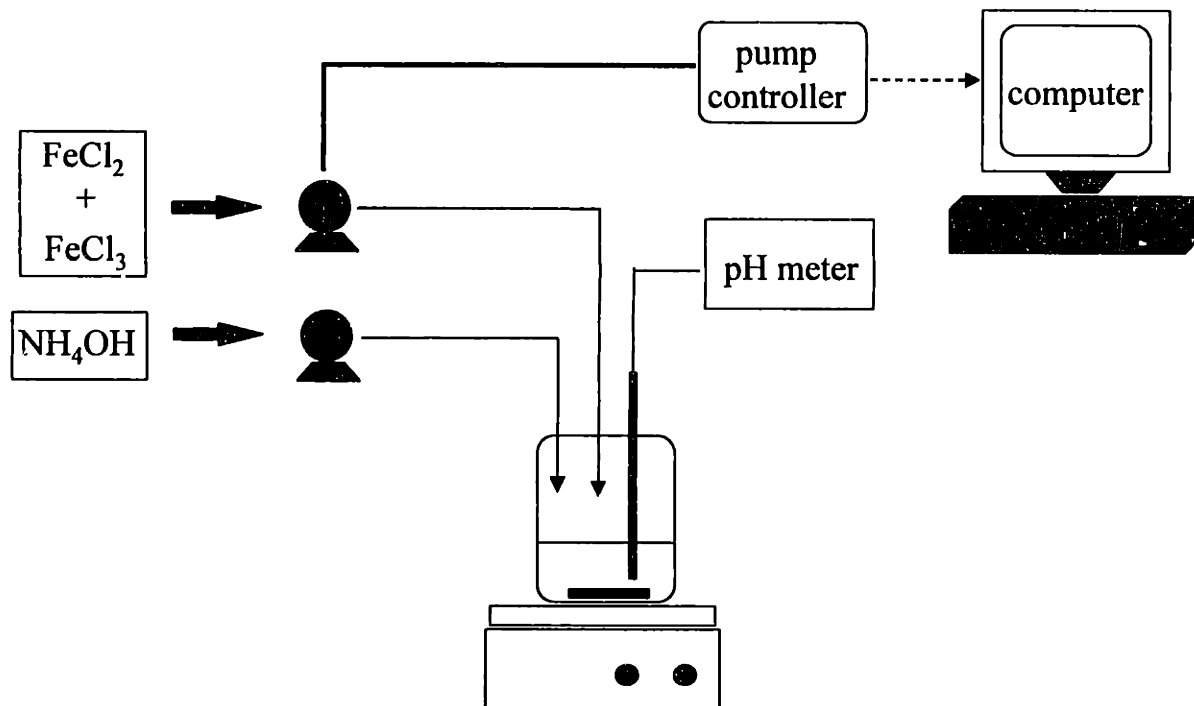 pump
controller
computer
FeCl₂
+
FeCl₃
pH meter
NH₄OH